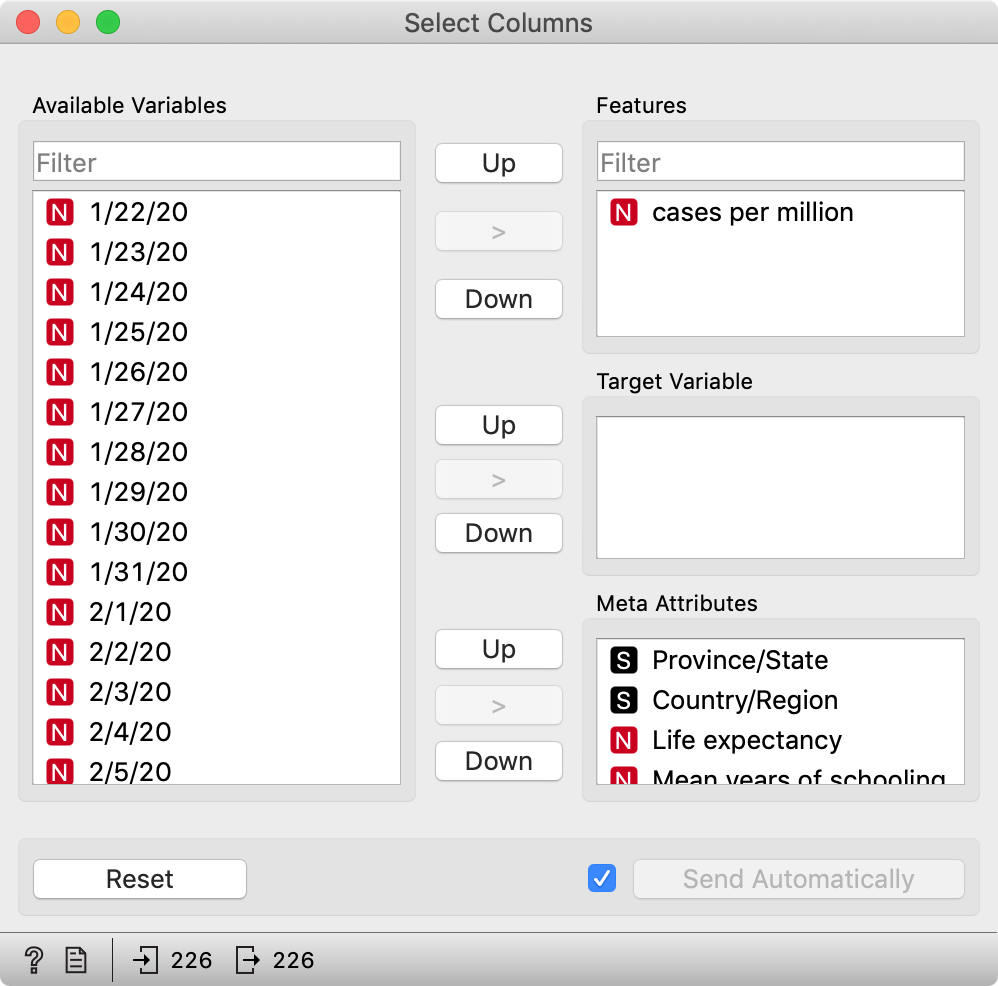 Select Columns
Available Variables
Filter
N 1/22/20
N 1/23/20
N 1/24/20
N 1/25/20
N 1/26/20
N 1/27/20
N 1/28/20
N 1/29/20
N 1/30/20
N 1/31/20
N 2/1/20
N 2/2/20
N 2/3/20
N 2/4/20
N 2/5/20
Up
>
Down
Up
>
Down
Up
>
Down
Features
Filter
N cases per million
Target Variable
Meta Attributes
S Province/State
S Country/Region
N Life expectancy
N Mean years of schooling
Reset
Send Automatically
? 226 226